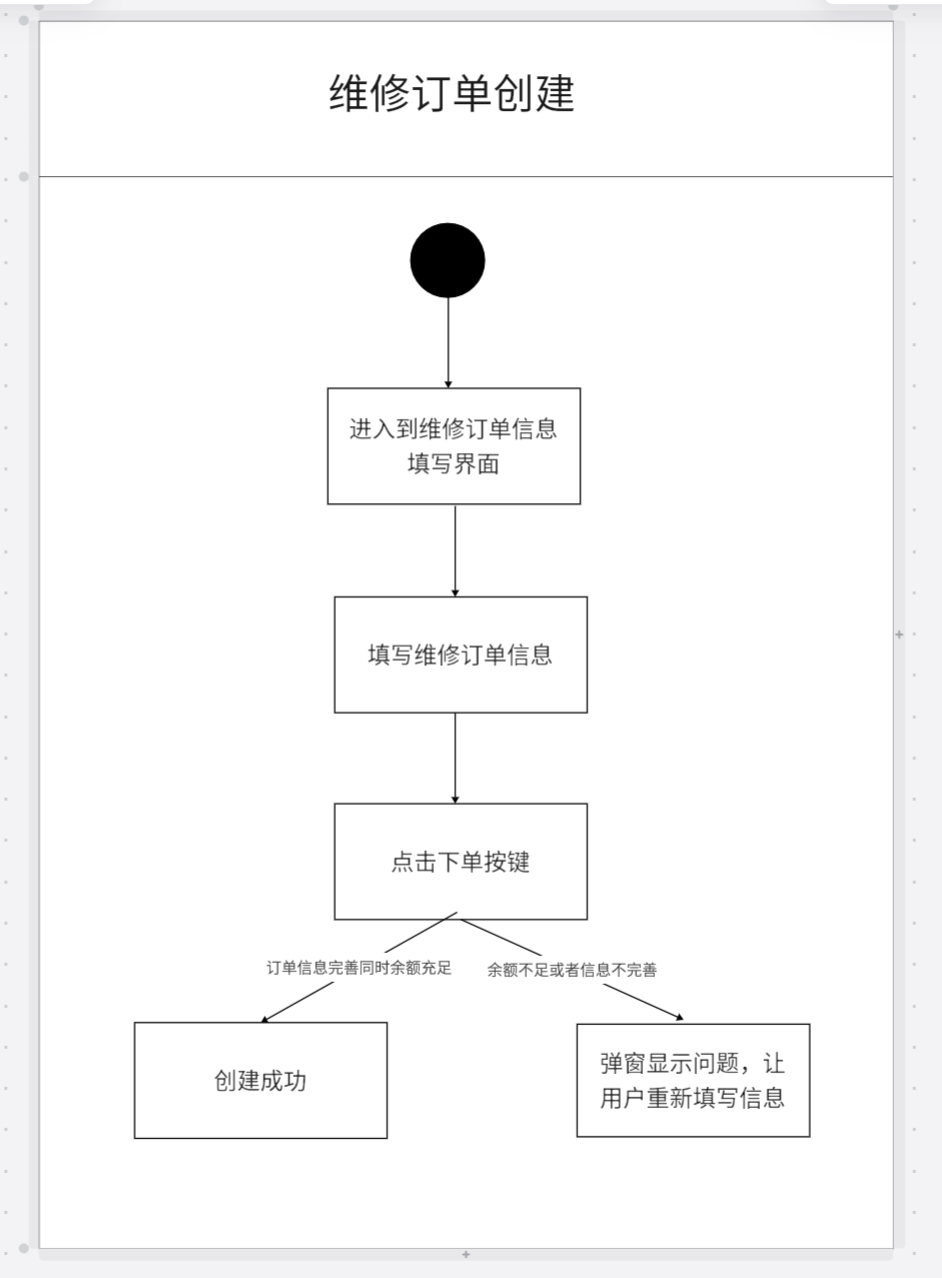 维修订单创建
进入到维修订单信息
填写界面
填写维修订单信息
点击下单按键
订单信息完善同时余额充足
余额不足或者信息不完善
创建成功
弹窗显示问题，让
用户重新填写信息